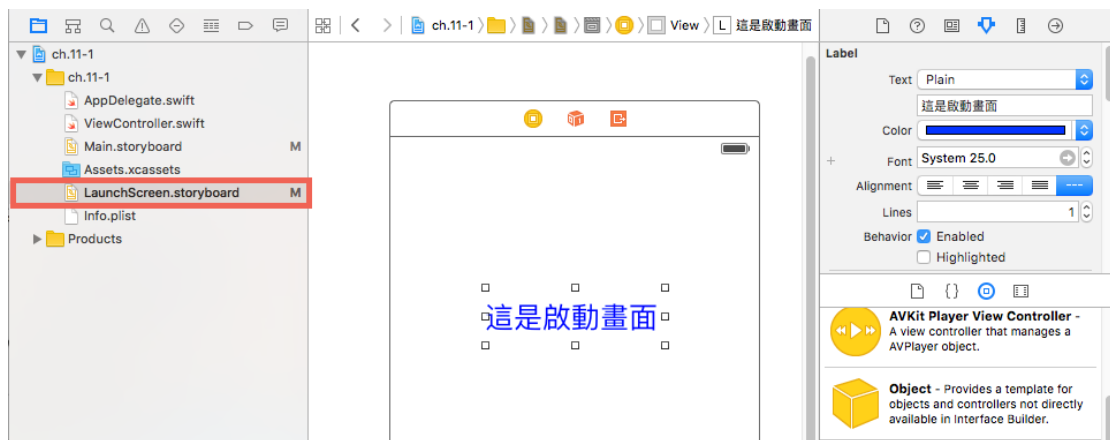 ch.11-1
View
L
這是啟動畫面
ch.11-1
ch.11-1
AppDelegate.swift
ViewController.swift
Main.storyboard M
Assets.xcassets
LaunchScreen.storyboard M
Info.plist
Products
這是啟動畫面
Label
Text Plain
這是啟動畫面
Color
+ Font System 25.0
Alignment ---
Lines 1
Behavior Enabled
Highlighted
{}
AVKit Player View Controller -
A view controller that manages a
AVPlayer object.
Object - Provides a template for
objects and controllers not directly
available in Interface Builder.